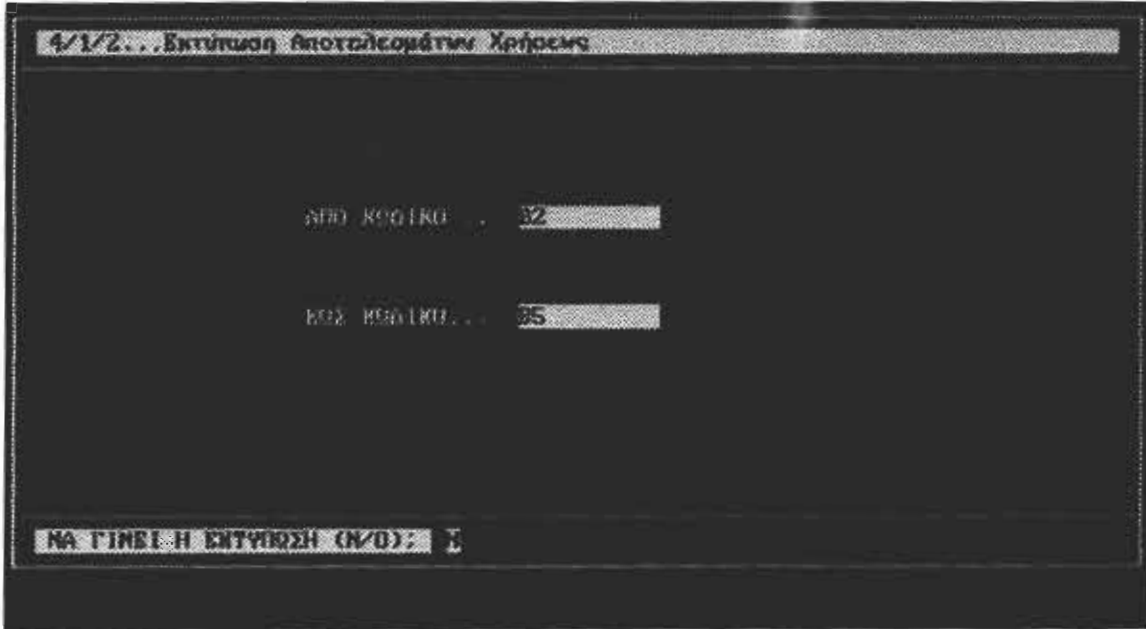 4/1/2...Εκτύπωση Αποτελεσμάτων Χρήσεως
ΑΠΟ ΚΩΔΙΚΟ... 82
ΕΩΣ ΚΩΔΙΚΟ... 85
ΝΑ ΓΙΝΕΙ Η ΕΚΤΥΠΩΣΗ (Ν/Ο); Ν